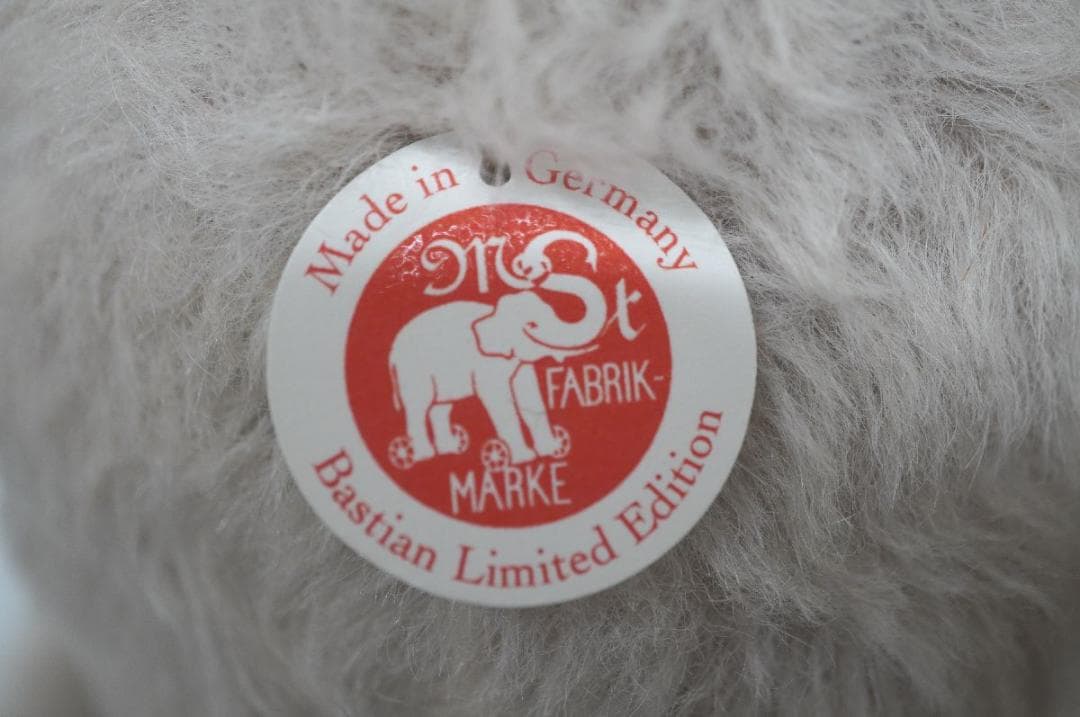 Made in Germany
MSt
FABRIK-
MARKE
Bastian Limited Edition